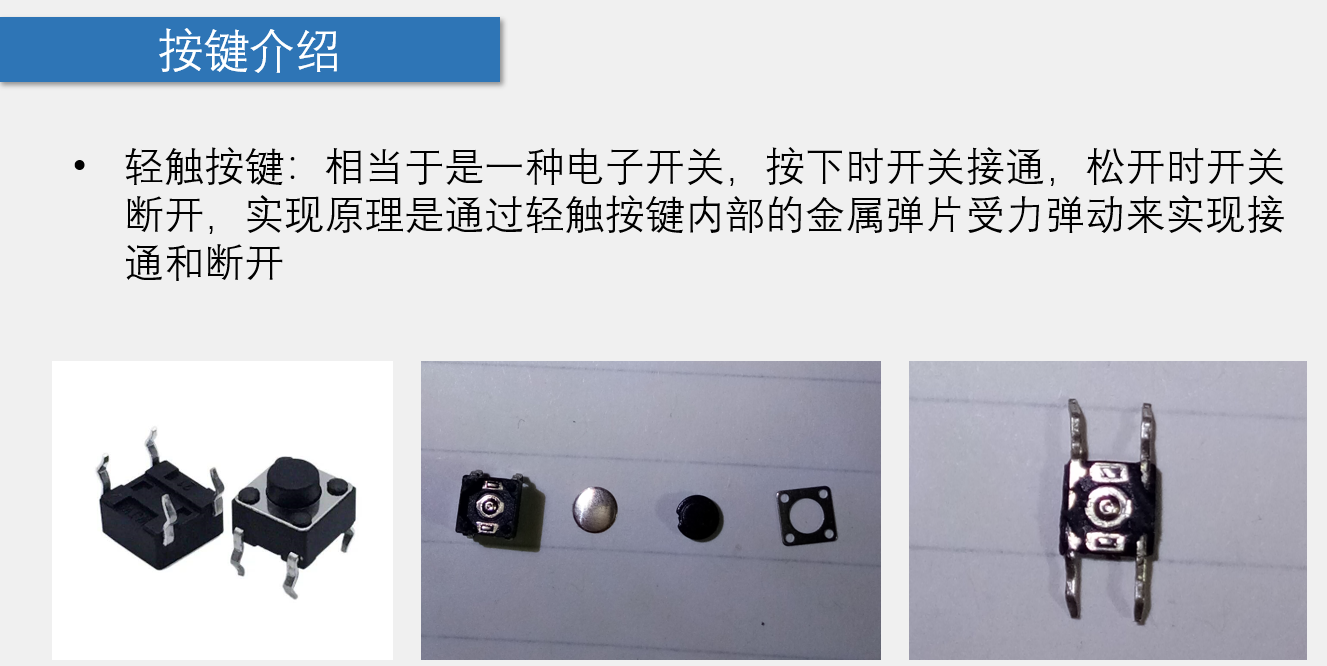 按键介绍
• 轻触按键：相当于是一种电子开关，按下时开关接通，松开时开关
断开，实现原理是通过轻触按键内部的金属弹片受力弹动来实现接
通和断开